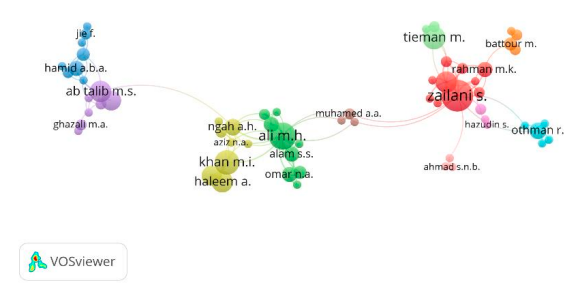 jie f.
tieman m.
battour m.
hamid a.b.a.
rahman m.k.
ab talib m.s.
zailani s.
muhamed a.a.
ghazali m.a.
ngah a.h.
hazudin s.
othman r.
ali m.h.
aziz n.a.
alam s.s.
khan m.i.
ahmad s.n.b.
omar n.a.
haleem a.
VOSviewer